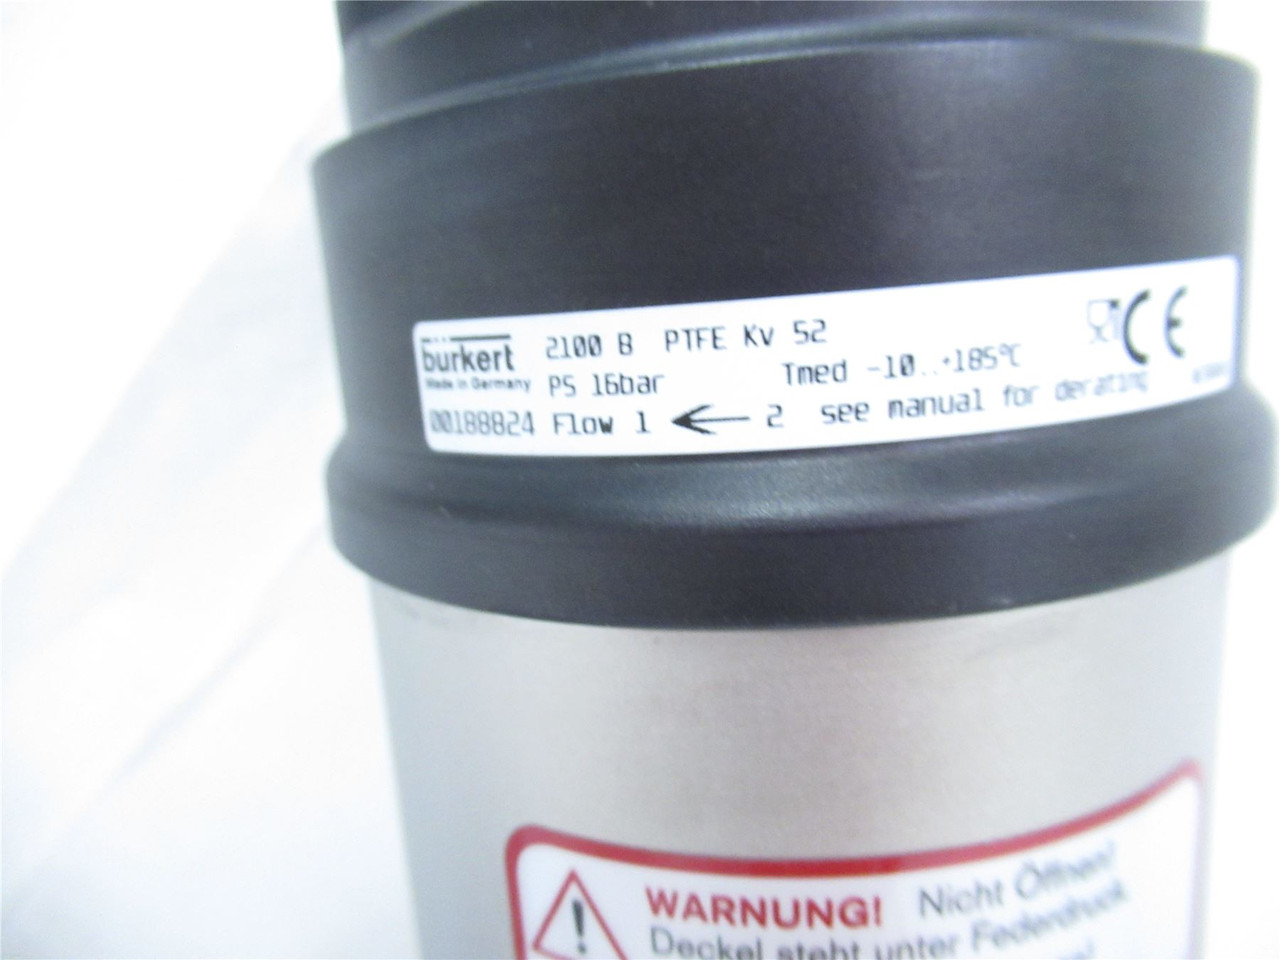 bürkert 2100 B PTFE Kv 52
Made in Germany PS 16bar Tmed -10..+185°C
00188824 Flow 1 ← 2 see manual for derating
CE
WARNUNG! Nicht Öffnen!
Deckel steht unter Federdruck